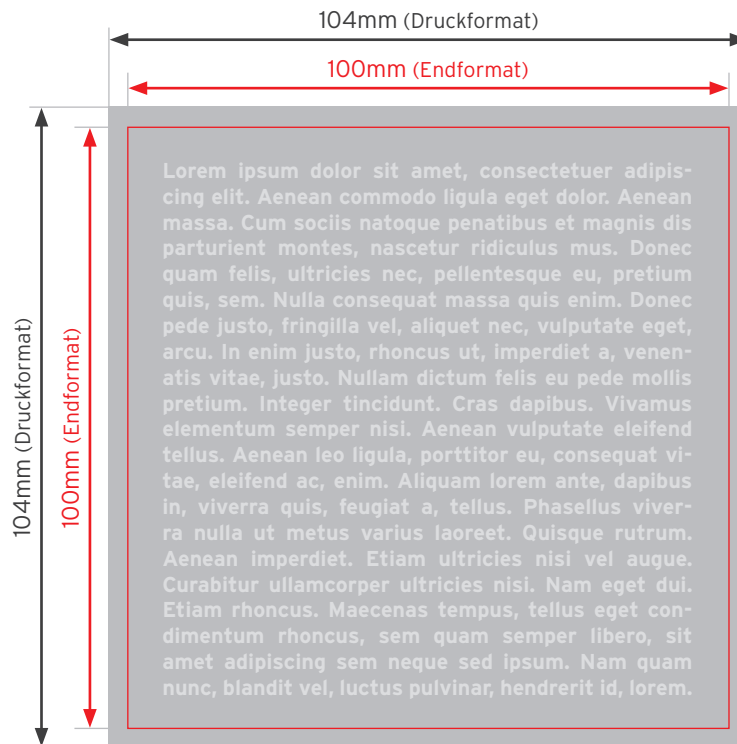 104mm (Druckformat)
100mm (Endformat)
104mm (Druckformat)
100mm (Endformat)
Lorem ipsum dolor sit amet, consectetuer adipis-
cing elit. Aenean commodo ligula eget dolor. Aenean
massa. Cum sociis natoque penatibus et magnis dis
parturient montes, nascetur ridiculus mus. Donec
quam felis, ultricies nec, pellentesque eu, pretium
quis, sem. Nulla consequat massa quis enim. Donec
pede justo, fringilla vel, aliquet nec, vulputate eget,
arcu. In enim justo, rhoncus ut, imperdiet a, venen-
atis vitae, justo. Nullam dictum felis eu pede mollis
pretium. Integer tincidunt. Cras dapibus. Vivamus
elementum semper nisi. Aenean vulputate eleifend
tellus. Aenean leo ligula, porttitor eu, consequat vi-
tae, eleifend ac, enim. Aliquam lorem ante, dapibus
in, viverra quis, feugiat a, tellus. Phasellus viver-
ra nulla ut metus varius laoreet. Quisque rutrum.
Aenean imperdiet. Etiam ultricies nisi vel augue.
Curabitur ullamcorper ultricies nisi. Nam eget dui.
Etiam rhoncus. Maecenas tempus, tellus eget con-
dimentum rhoncus, sem quam semper libero, sit
amet adipiscing sem neque sed ipsum. Nam quam
nunc, blandit vel, luctus pulvinar, hendrerit id, lorem.